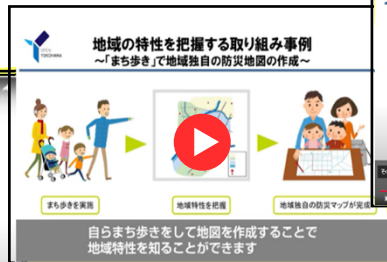 地域の特性を把握する取り組み事例
～「まち歩き」で地域独自の防災地図の作成～
まち歩きを実施
地域特性を把握
地域独自の防災マップが完成
自らまち歩きをして地図を作成することで
地域特性を知ることができます